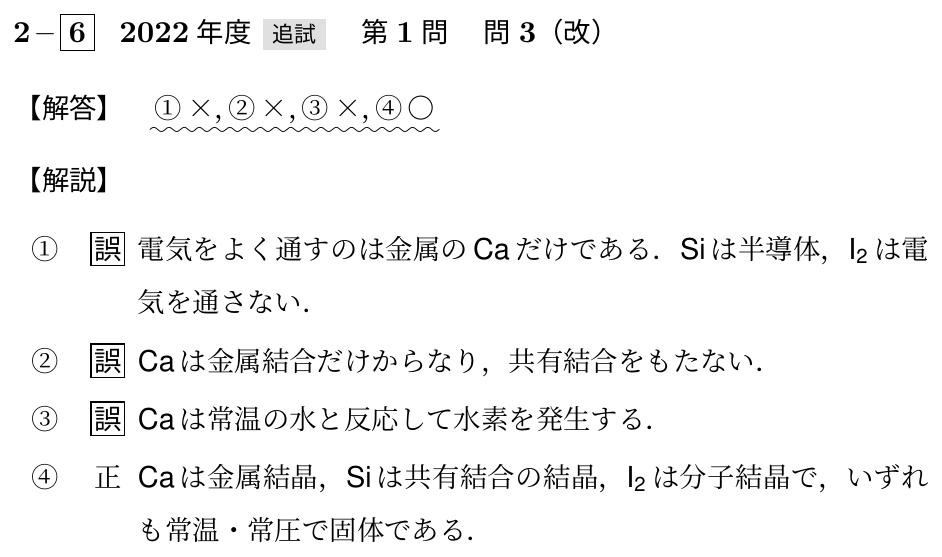 2－6 2022年度 追試 第1問 問3（改）
【解答】 ①×,②×,③×,④○
【解説】
① 誤 電気をよく通すのは金属のCaだけである．Siは半導体，I₂は電
気を通さない．
② 誤 Caは金属結合だけからなり，共有結合をもたない．
③ 誤 Caは常温の水と反応して水素を発生する．
④ 正 Caは金属結晶，Siは共有結合の結晶，I₂は分子結晶で，いずれ
も常温・常圧で固体である．